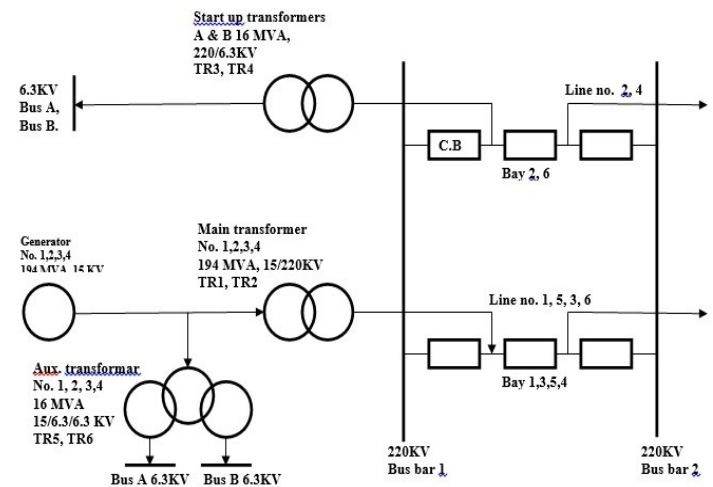 Start up transformers
A & B 16 MVA,
220/6.3KV
TR3, TR4
6.3KV
Bus A,
Bus B.
Line no. 2, 4
C.B
Bay 2, 6
Main transformer
No. 1,2,3,4
194 MVA, 15/220KV
TR1, TR2
Generator
No. 1,2,3,4
194 MVA, 15 KV
Line no. 1, 5, 3, 6
Aux. transformar
No. 1, 2, 3,4
16 MVA
15/6.3/6.3 KV
TR5, TR6
Bay 1,3,5,4
220KV
Bus bar 1
220KV
Bus bar 2
Bus A 6.3KV
Bus B 6.3KV